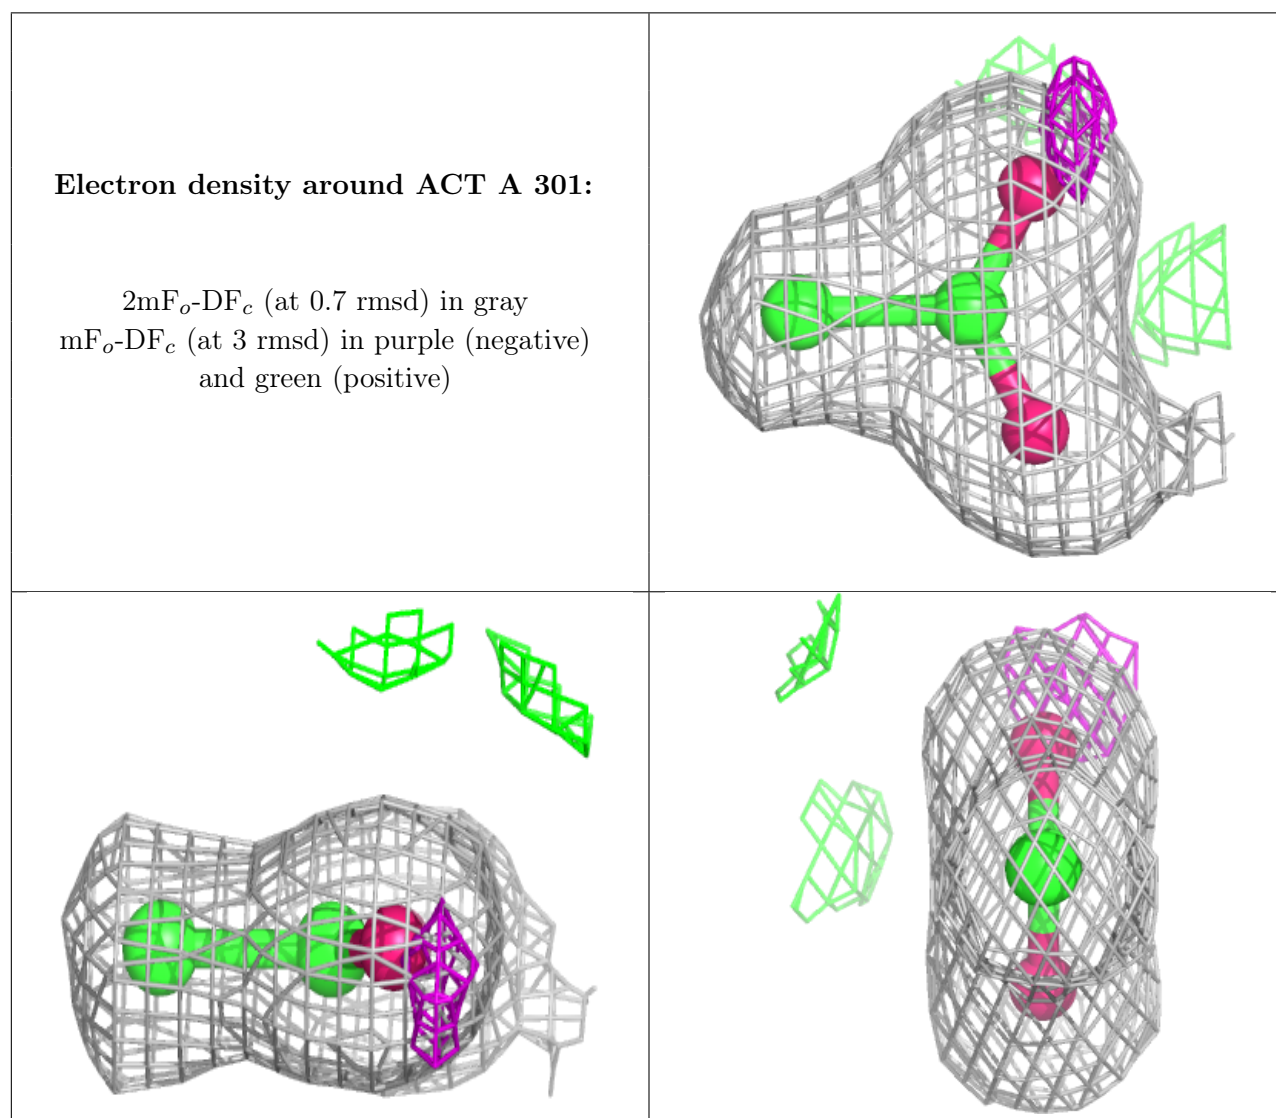 Electron density around ACT A 301:
2mFo-DFc (at 0.7 rmsd) in gray
mFo-DFc (at 3 rmsd) in purple (negative)
and green (positive)